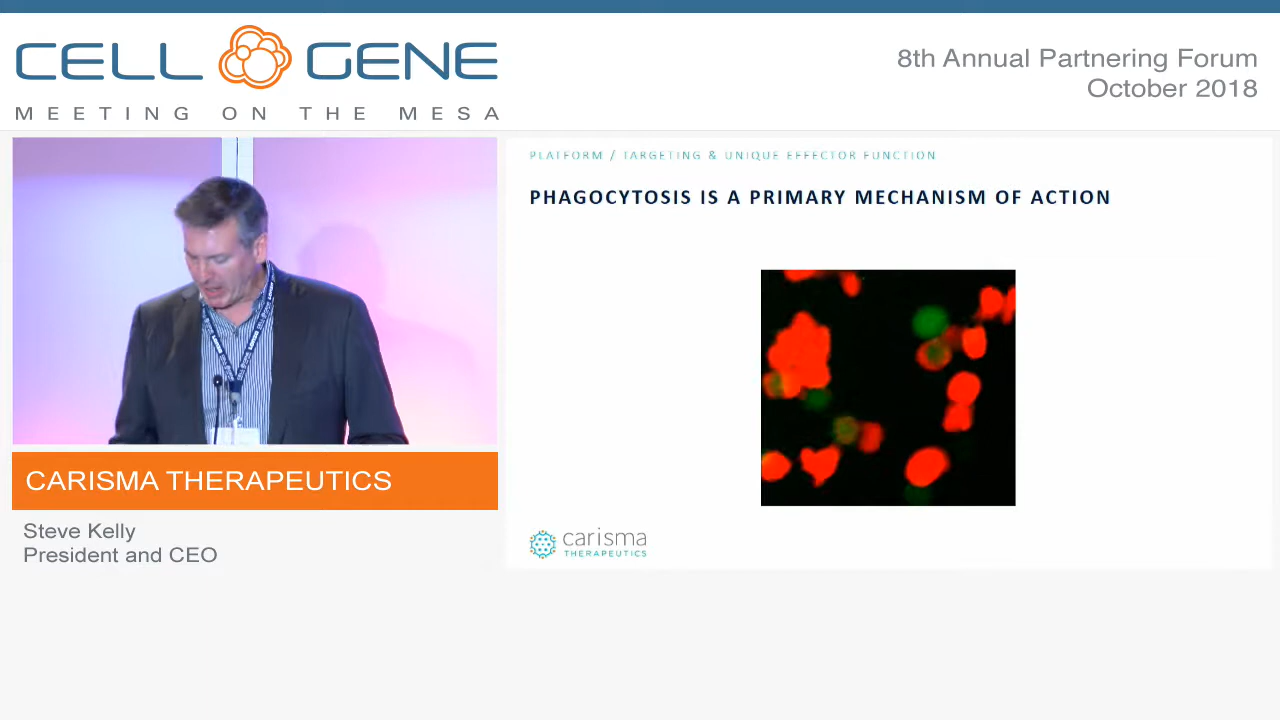 CELL GENE
MEETING ON THE MESA
8th Annual Partnering Forum
October 2018
PLATFORM / TARGETING & UNIQUE EFFECTOR FUNCTION
PHAGOCYTOSIS IS A PRIMARY MECHANISM OF ACTION
carisma
THERAPEUTICS
CARISMA THERAPEUTICS
Steve Kelly
President and CEO